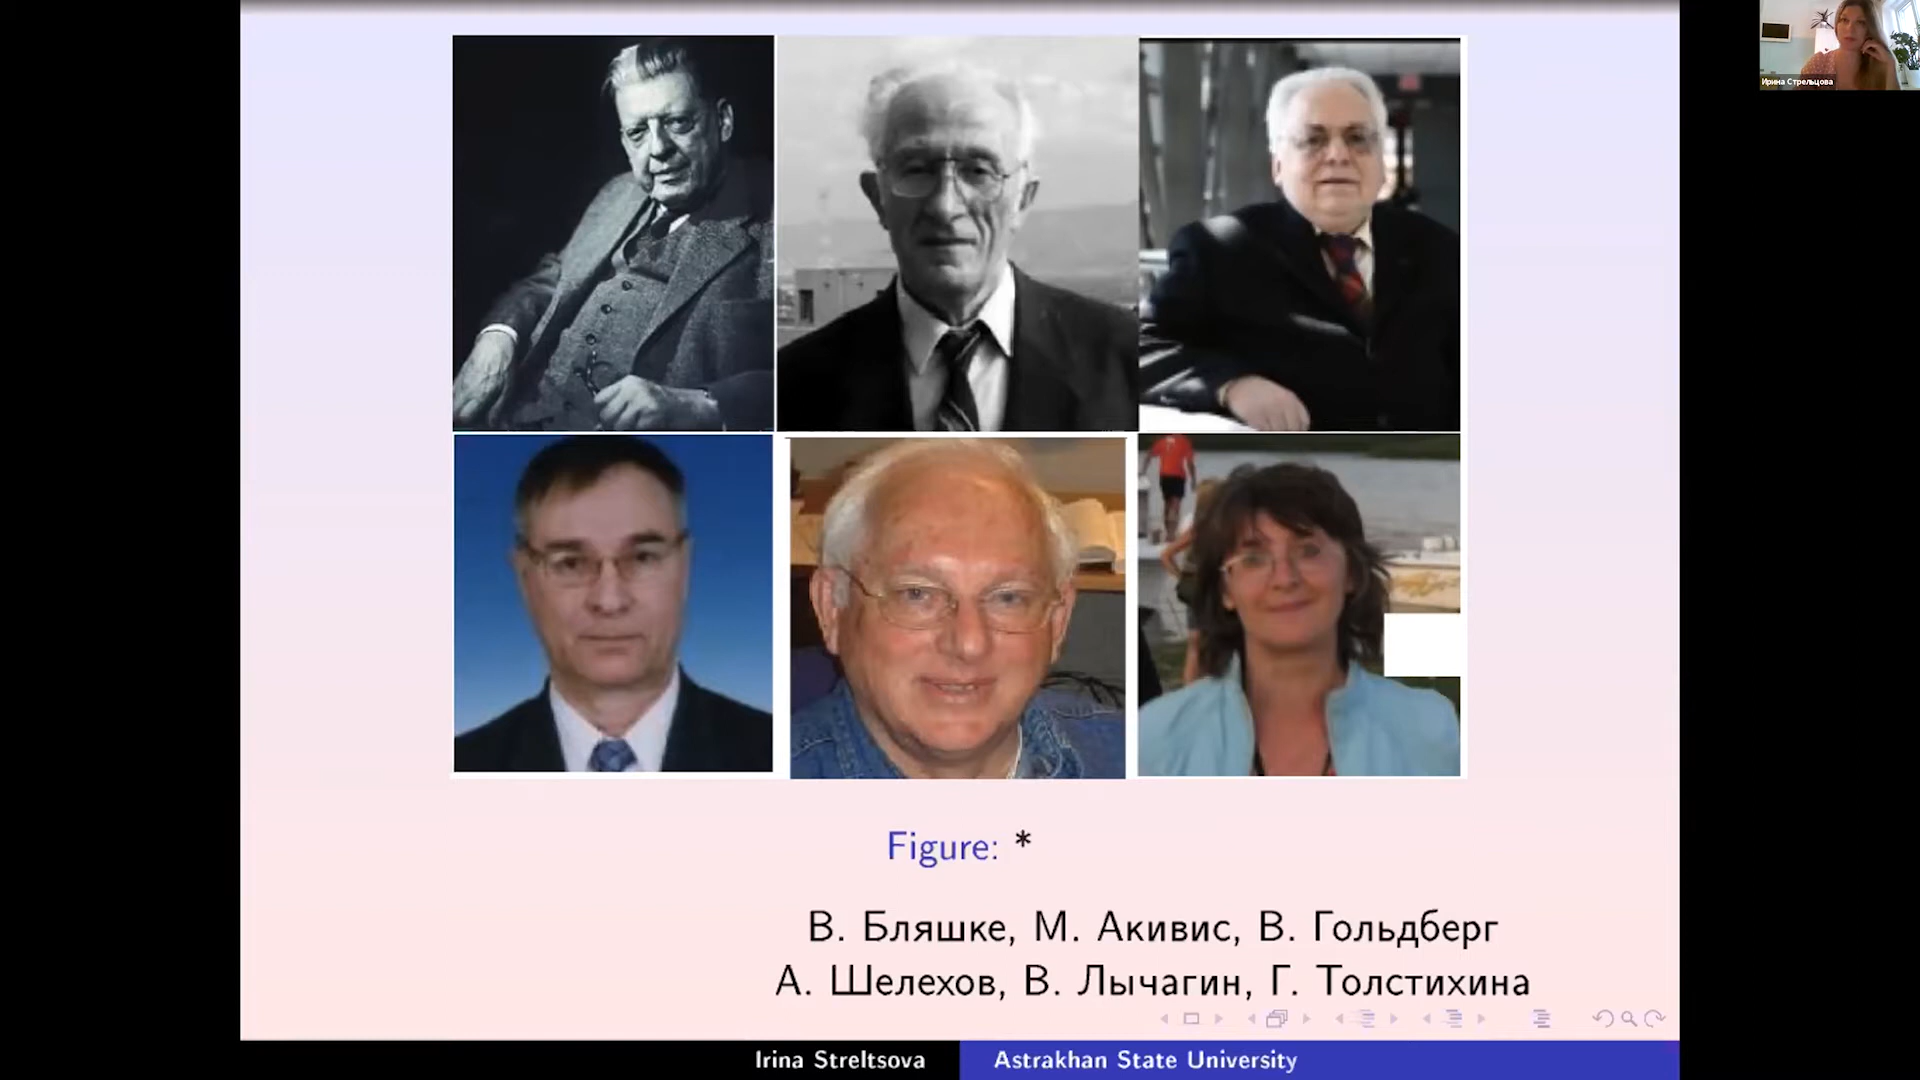 Ирина Стрельцова
Figure: *
В. Бляшке, М. Акивис, В. Гольдберг
А. Шелехов, В. Лычагин, Г. Толстихина
Irina Streltsova
Astrakhan State University